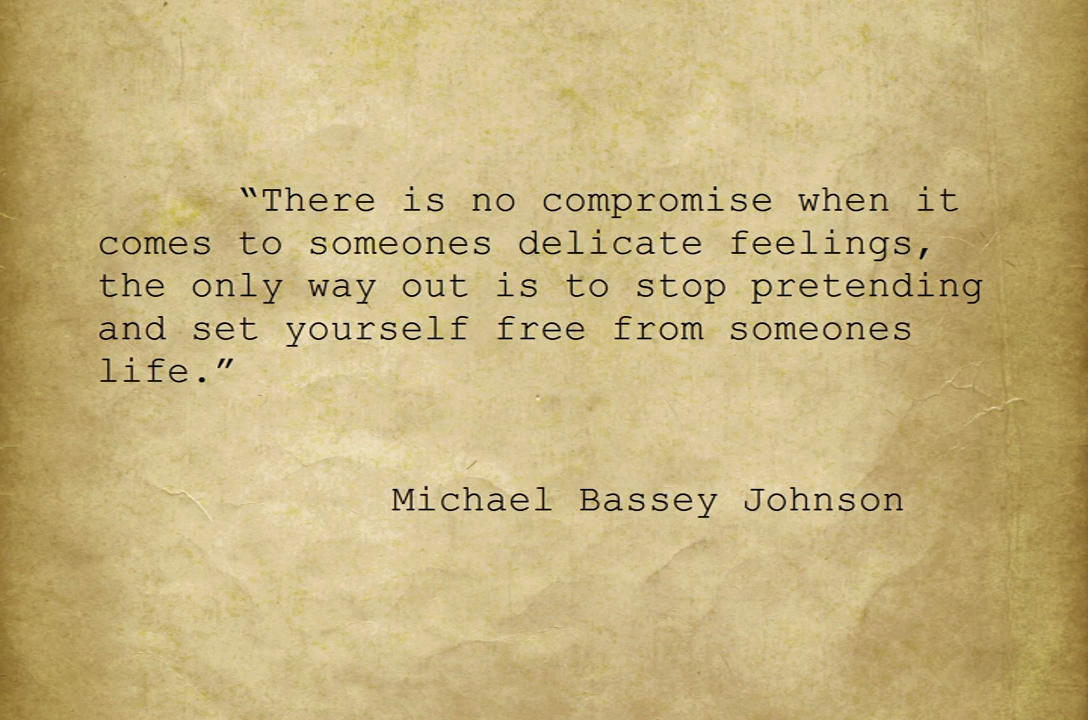 “There is no compromise when it
comes to someones delicate feelings,
the only way out is to stop pretending
and set yourself free from someones
life.”
Michael Bassey Johnson